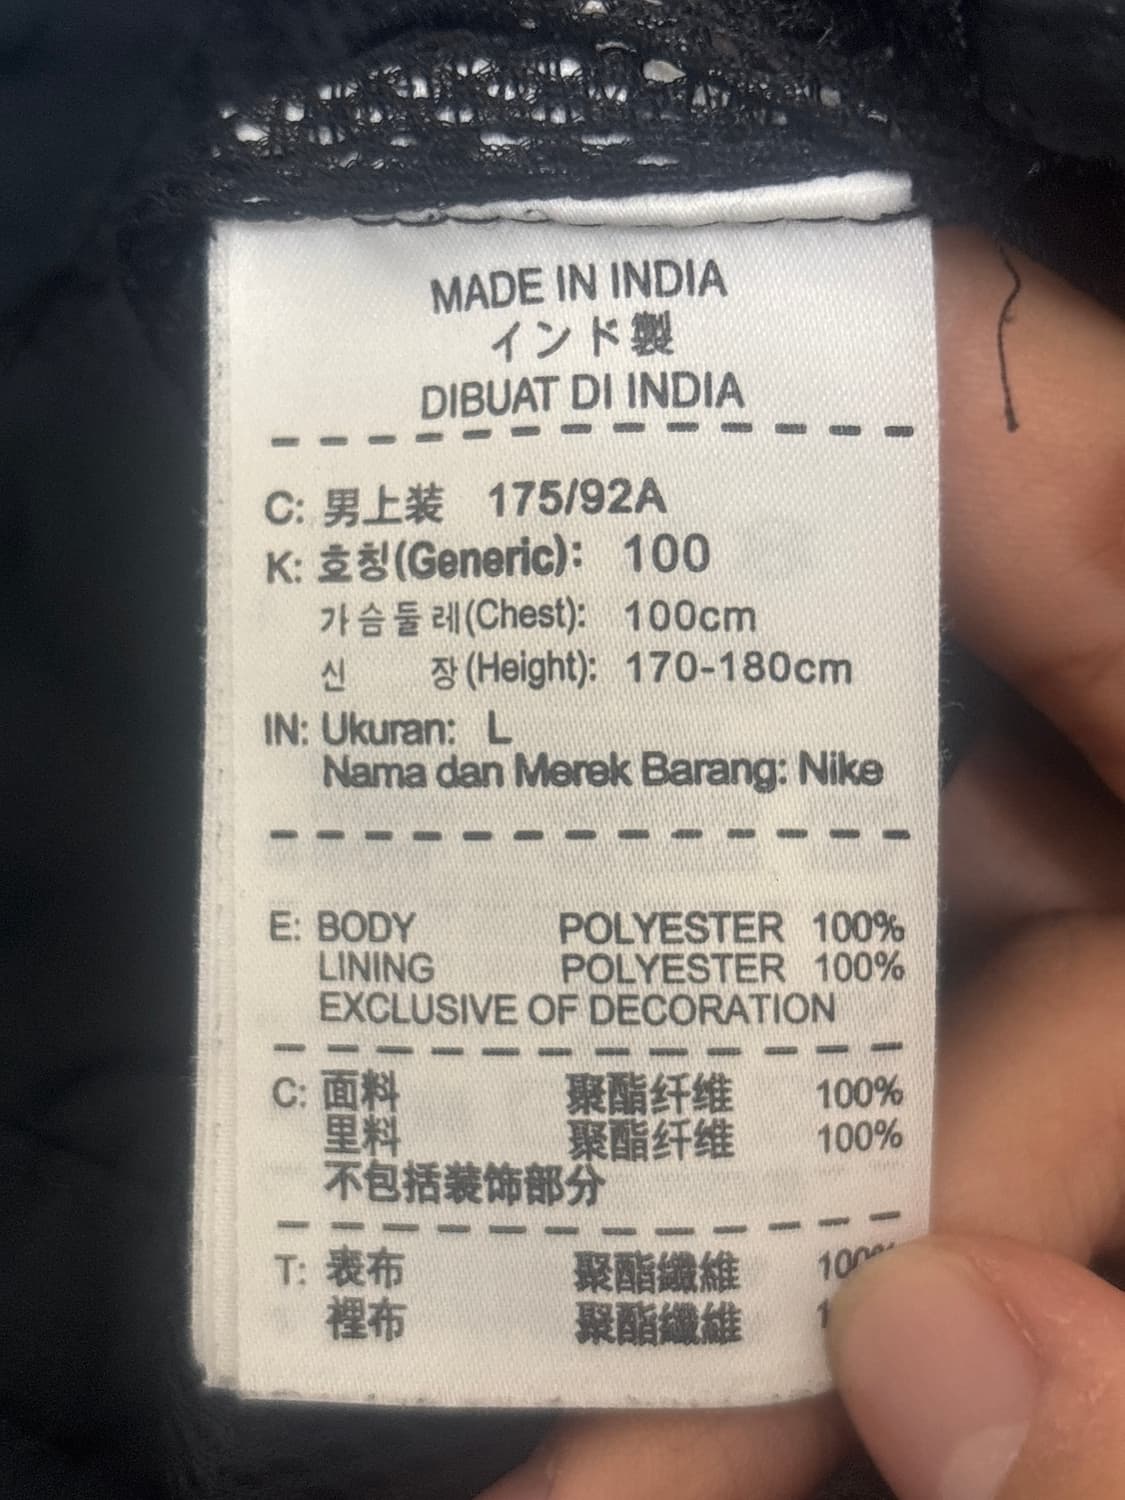 MADE IN INDIA
インド製
DIBUAT DI INDIA
C: 男上装 175/92A
K: 호칭(Generic): 100
가슴둘레(Chest): 100cm
신 장(Height): 170-180cm
IN: Ukuran: L
Nama dan Merek Barang: Nike
E: BODY POLYESTER 100%
LINING POLYESTER 100%
EXCLUSIVE OF DECORATION
C: 面料 聚酯纤维 100%
里料 聚酯纤维 100%
不包括装饰部分
T: 表布 聚酯纖維 100%
裡布 聚酯纖維